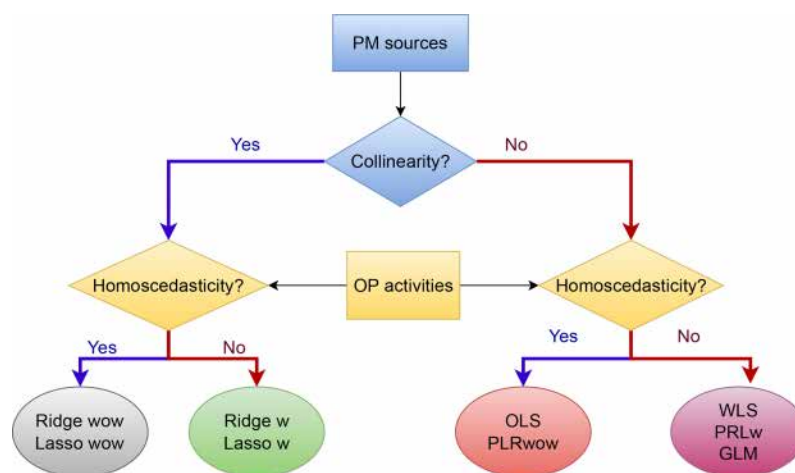 PM sources
Collinearity?
Yes
No
Homoscedasticity?
OP activities
Homoscedasticity?
Yes
No
Yes
No
Ridge wow
Lasso wow
Ridge w
Lasso w
OLS
PLRwow
WLS
PRLw
GLM